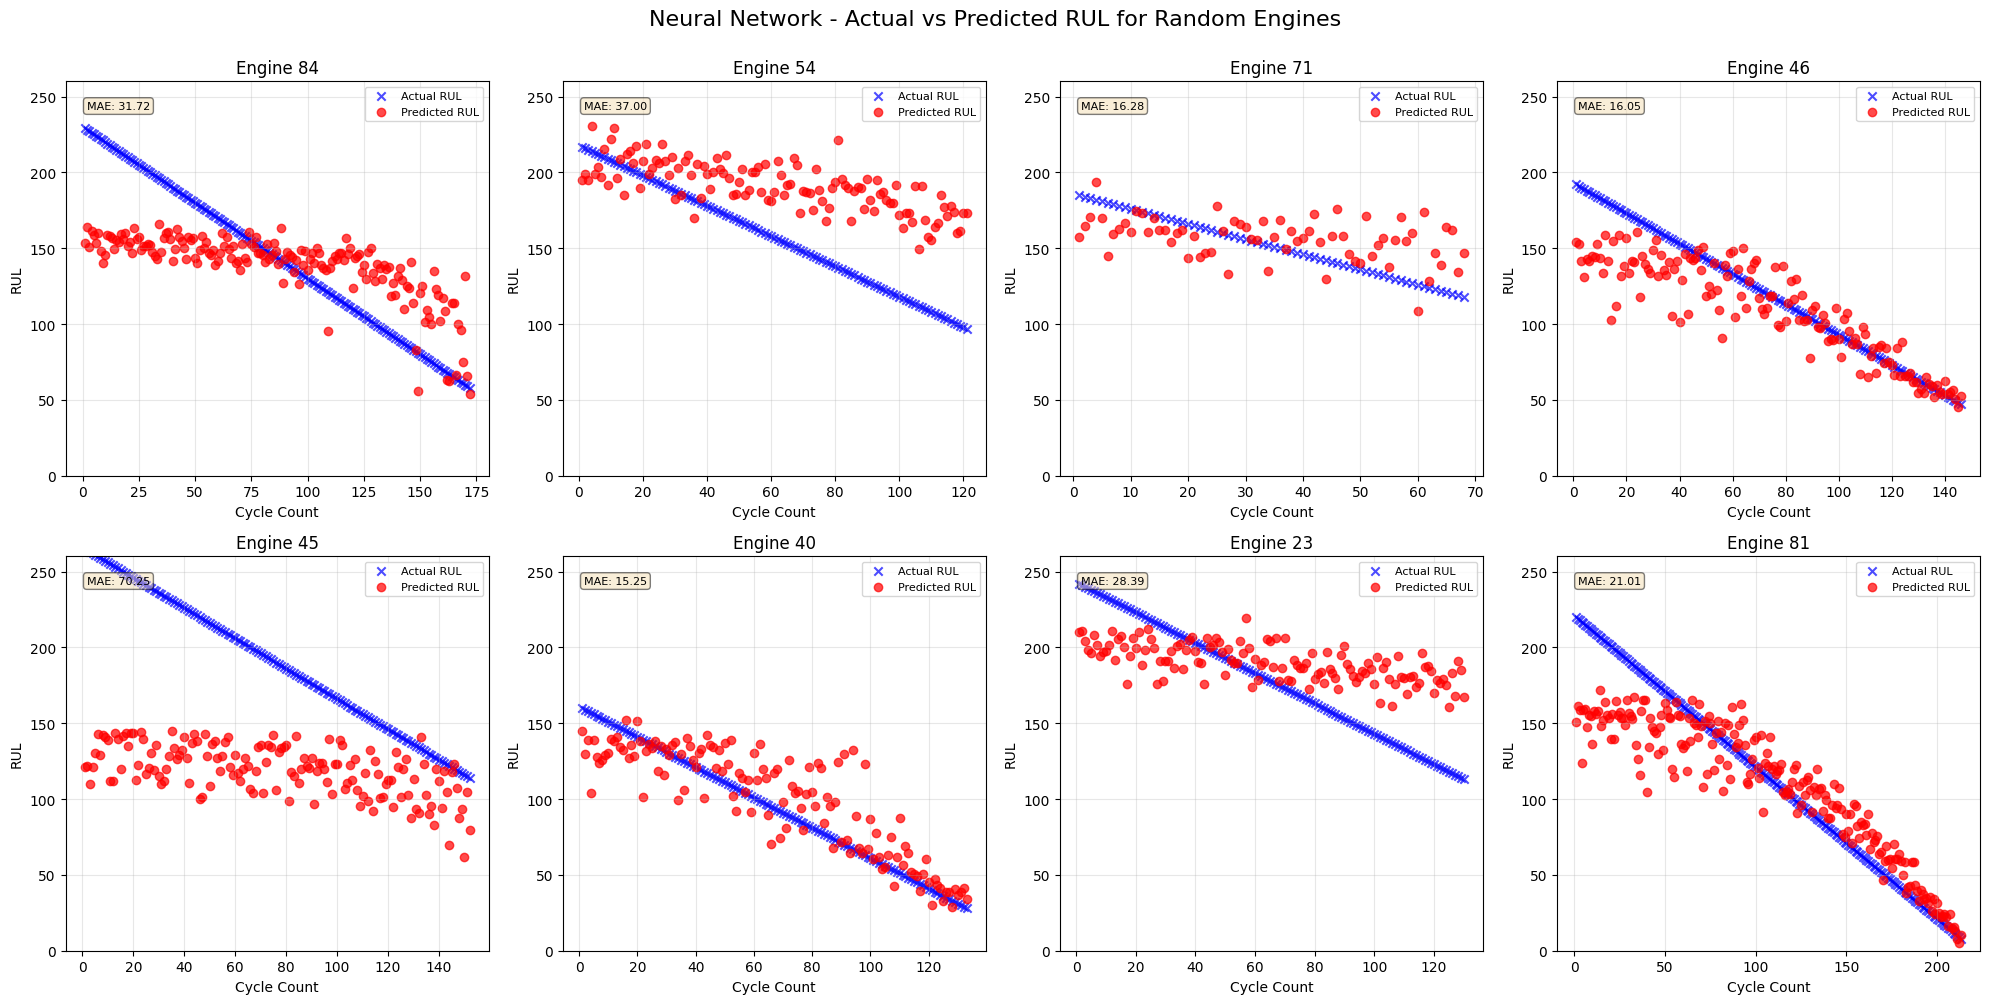 Neural Network - Actual vs Predicted RUL for Random Engines
Engine 84
MAE: 31.72
Actual RUL
Predicted RUL
RUL
250
200
150
100
50
0
0 25 50 75 100 125 150 175
Cycle Count
Engine 54
MAE: 37.00
Actual RUL
Predicted RUL
RUL
250
200
150
100
50
0
0 20 40 60 80 100 120
Cycle Count
Engine 71
MAE: 16.28
Actual RUL
Predicted RUL
RUL
250
200
150
100
50
0
0 10 20 30 40 50 60 70
Cycle Count
Engine 46
MAE: 16.05
Actual RUL
Predicted RUL
RUL
250
200
150
100
50
0
0 20 40 60 80 100 120 140
Cycle Count
Engine 45
MAE: 70.25
Actual RUL
Predicted RUL
RUL
250
200
150
100
50
0
0 20 40 60 80 100 120 140
Cycle Count
Engine 40
MAE: 15.25
Actual RUL
Predicted RUL
RUL
250
200
150
100
50
0
0 20 40 60 80 100 120
Cycle Count
Engine 23
MAE: 28.39
Actual RUL
Predicted RUL
RUL
250
200
150
100
50
0
0 20 40 60 80 100 120
Cycle Count
Engine 81
MAE: 21.01
Actual RUL
Predicted RUL
RUL
250
200
150
100
50
0
0 50 100 150 200
Cycle Count